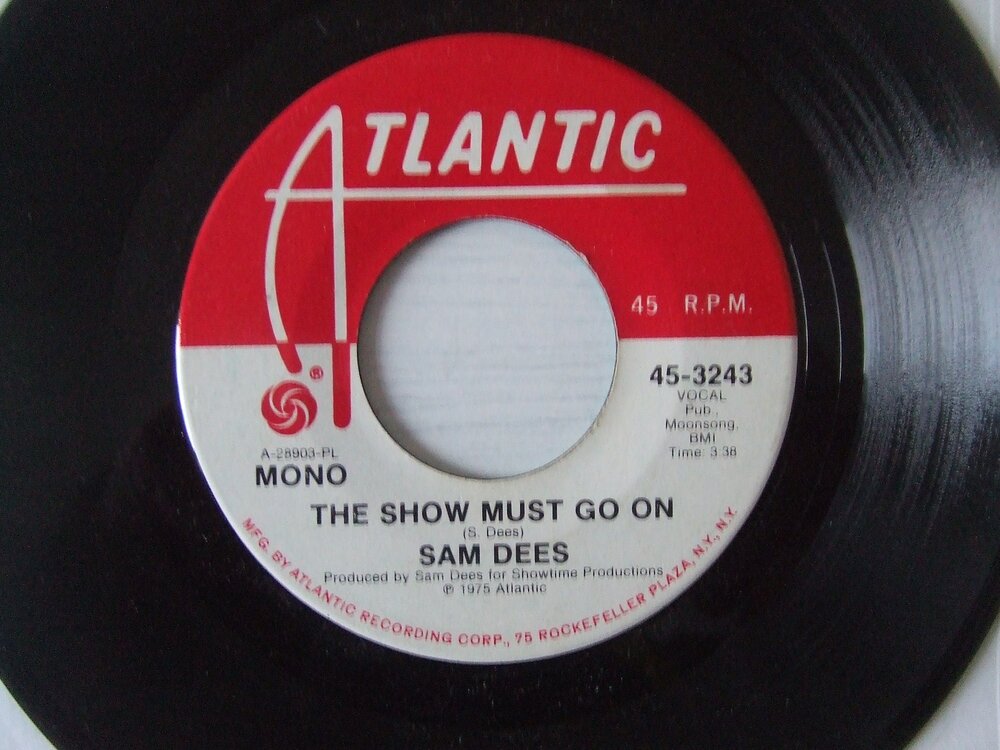 ATLANTIC
45 R.P.M.
®
45-3243
VOCAL
Pub.
Moonsong,
BMI
Time: 3:38
A-28903-PL
MONO
THE SHOW MUST GO ON
(S. Dees)
SAM DEES
Produced by Sam Dees for Showtime Productions
℗ 1975 Atlantic
MFG. BY ATLANTIC RECORDING CORP., 75 ROCKEFELLER PLAZA, N.Y., N.Y.